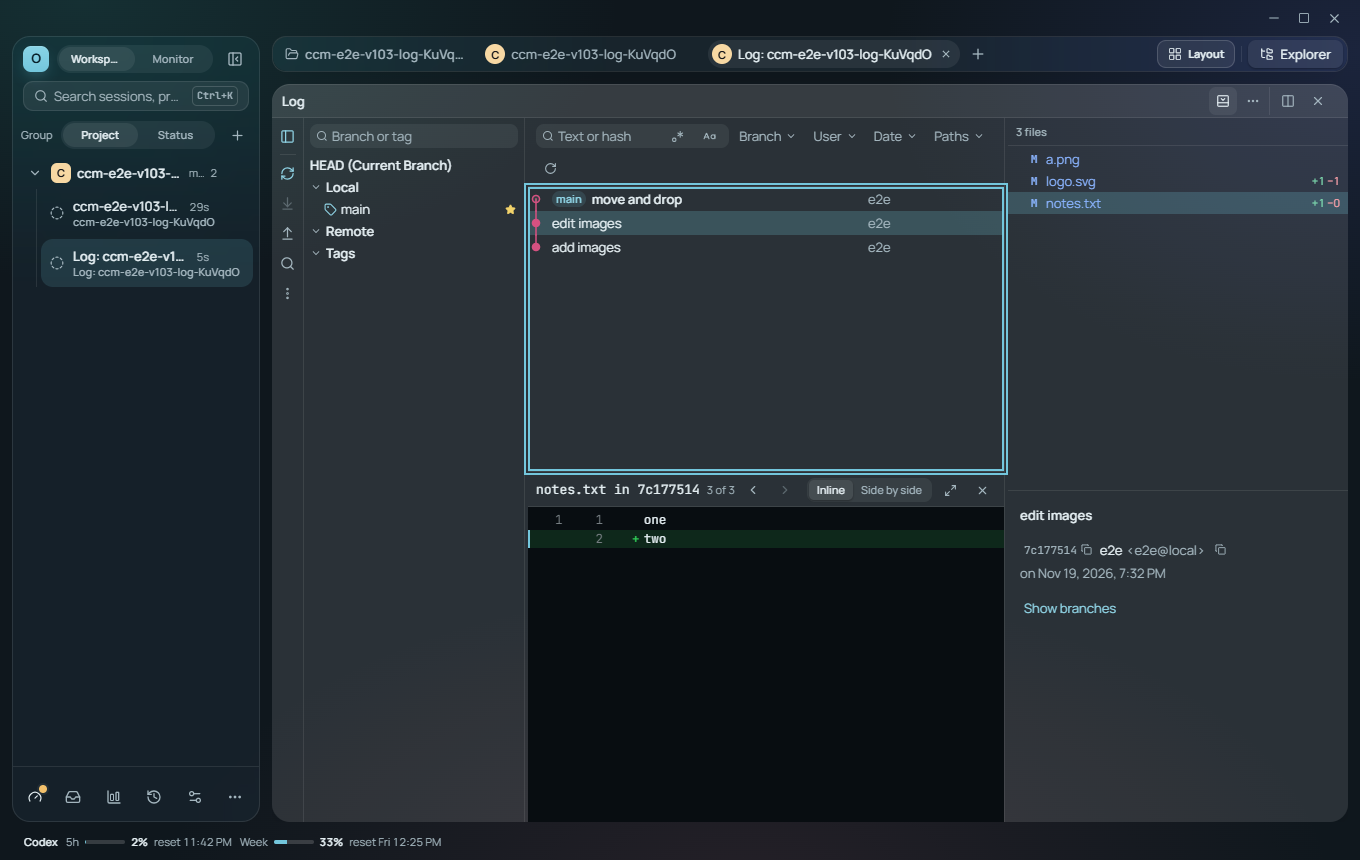 O Worksp... Monitor
Search sessions, pr... Ctrl+K
Group Project Status
C ccm-e2e-v103-... m... 2
ccm-e2e-v103-l... 29s
ccm-e2e-v103-log-KuVqdO
Log: ccm-e2e-v1... 5s
Log: ccm-e2e-v103-log-KuVqdO
ccm-e2e-v103-log-KuVq... C ccm-e2e-v103-log-KuVqdO C Log: ccm-e2e-v103-log-KuVqdO Layout Explorer
Log
Branch or tag
HEAD (Current Branch)
Local
main
Remote
Tags
Text or hash .* Aa Branch User Date Paths
main move and drop e2e
edit images e2e
add images e2e
notes.txt in 7c177514 3 of 3 Inline Side by side
1 1 one
2 + two
3 files
M a.png
M logo.svg +1 −1
M notes.txt +1 −0
edit images
7c177514 e2e <e2e@local>
on Nov 19, 2026, 7:32 PM
Show branches
Codex 5h 2% reset 11:42 PM Week 33% reset Fri 12:25 PM